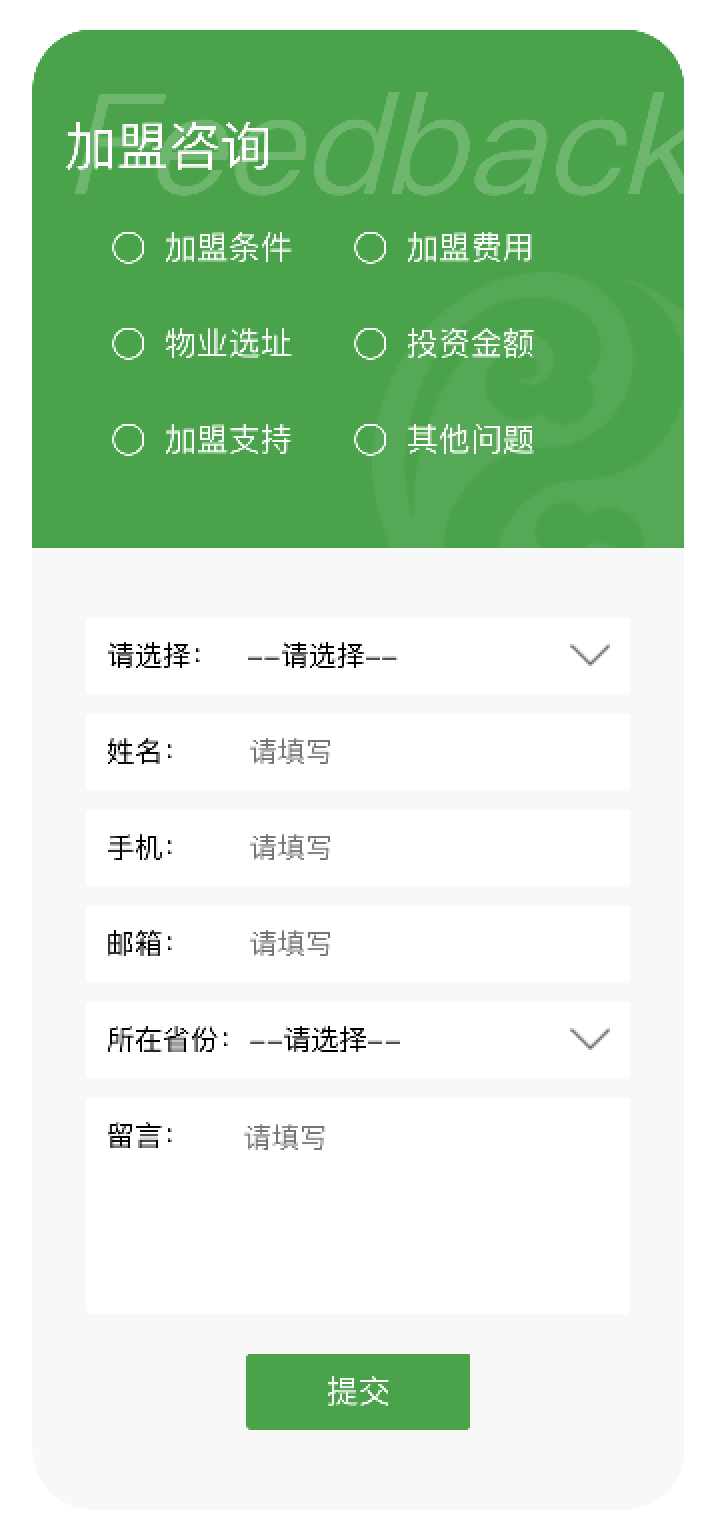 Feedback
加盟咨询
加盟条件 加盟费用
物业选址 投资金额
加盟支持 其他问题
请选择： --请选择--
姓名： 请填写
手机： 请填写
邮箱： 请填写
所在省份： --请选择--
留言： 请填写
提交